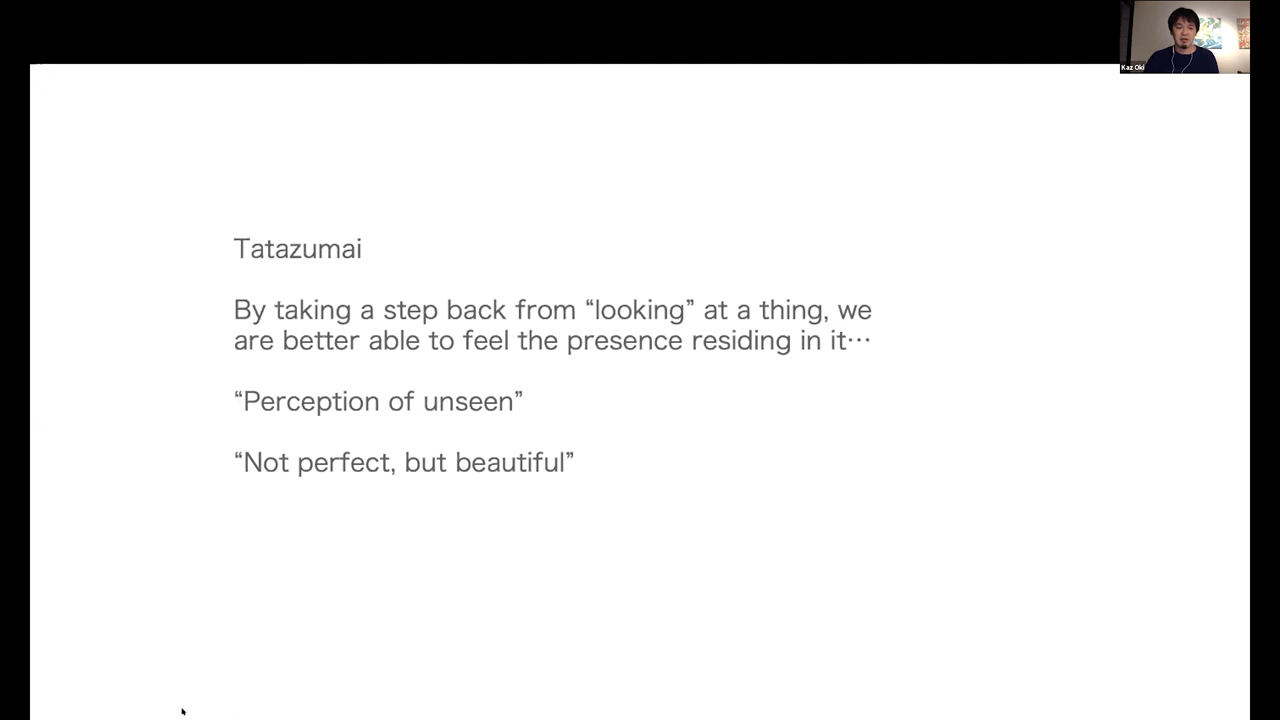 Kaz Oki
Tatazumai
By taking a step back from “looking” at a thing, we
are better able to feel the presence residing in it⋯
“Perception of unseen”
“Not perfect, but beautiful”